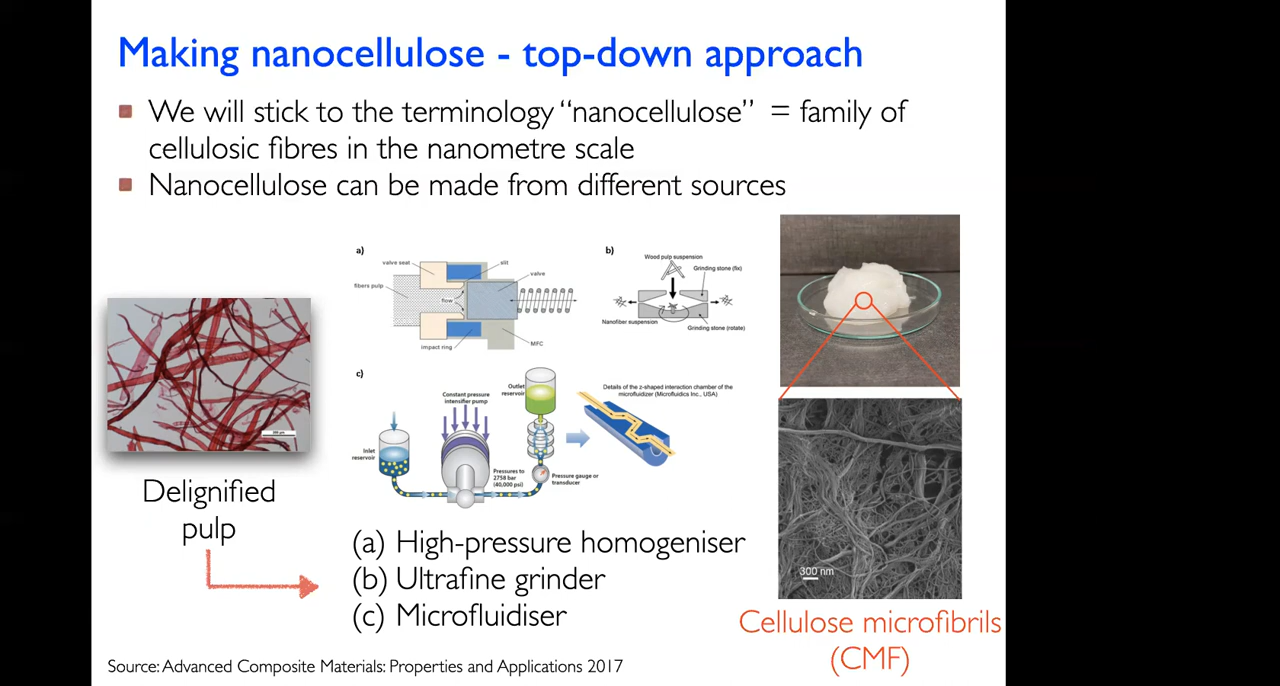 Making nanocellulose - top-down approach
We will stick to the terminology “nanocellulose” = family of
cellulosic fibres in the nanometre scale
Nanocellulose can be made from different sources
a)
valve seat
slit
valve
fibers pulp
flow
impact ring
MFC
b)
Wood pulp suspension
Grinding stone (fix)
Nanofiber suspension
Grinding stone (rotate)
c)
Constant pressure
intensifier pump
Outlet
reservoir
Inlet
reservoir
Pressures to
2758 bar
(40,000 psi)
Pressure gauge or
transducer
Details of the z-shaped interaction chamber of the
microfluidizer (Microfluidics Inc., USA)
Delignified
pulp
(a) High-pressure homogeniser
(b) Ultrafine grinder
(c) Microfluidiser
300 nm
Cellulose microfibrils
(CMF)
Source: Advanced Composite Materials: Properties and Applications 2017